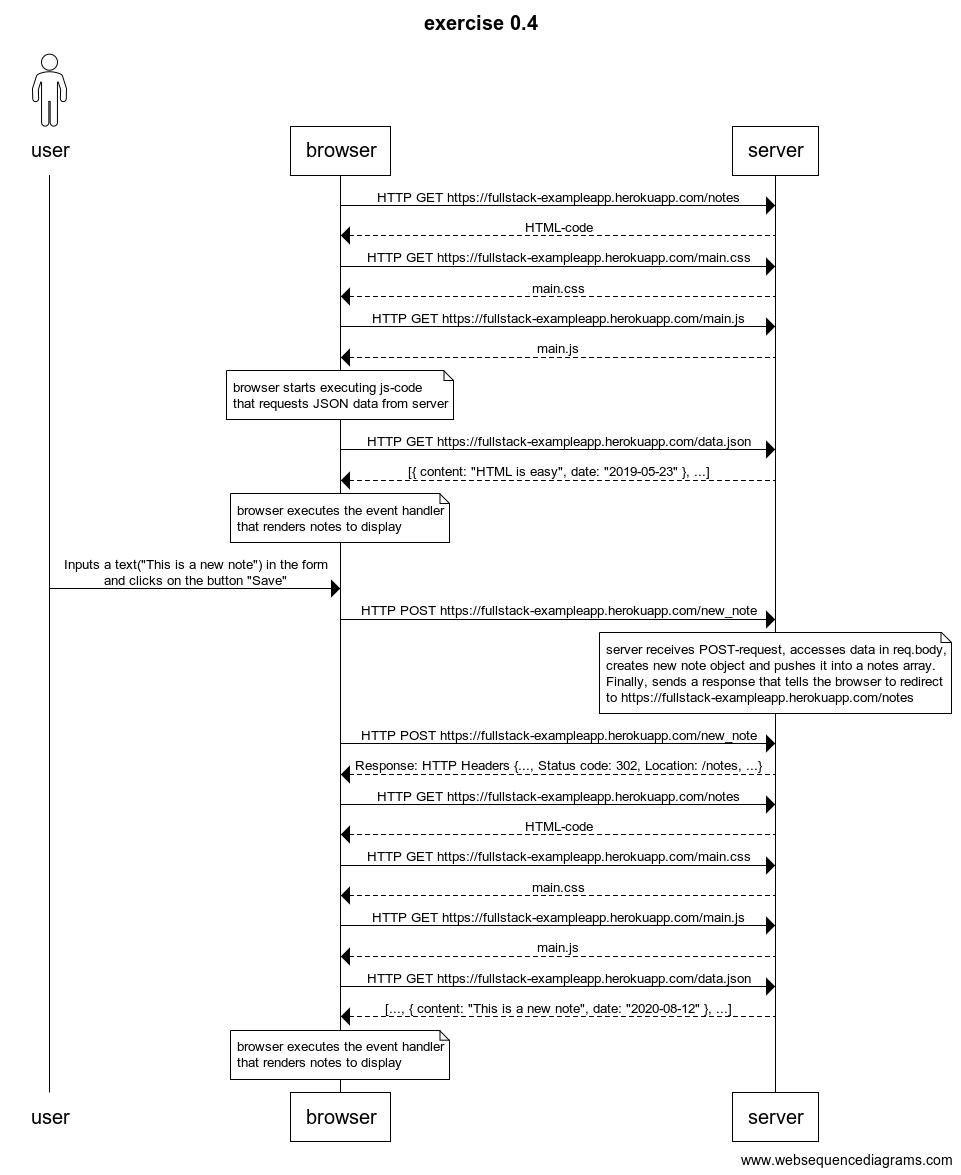 exercise 0.4
user
browser
server
HTTP GET https://fullstack-exampleapp.herokuapp.com/notes
HTML-code
HTTP GET https://fullstack-exampleapp.herokuapp.com/main.css
main.css
HTTP GET https://fullstack-exampleapp.herokuapp.com/main.js
main.js
browser starts executing js-code
that requests JSON data from server
HTTP GET https://fullstack-exampleapp.herokuapp.com/data.json
[{ content: "HTML is easy", date: "2019-05-23" }, ...]
browser executes the event handler
that renders notes to display
Inputs a text("This is a new note") in the form
and clicks on the button "Save"
HTTP POST https://fullstack-exampleapp.herokuapp.com/new_note
server receives POST-request, accesses data in req.body,
creates new note object and pushes it into a notes array.
Finally, sends a response that tells the browser to redirect
to https://fullstack-exampleapp.herokuapp.com/notes
HTTP POST https://fullstack-exampleapp.herokuapp.com/new_note
Response: HTTP Headers {..., Status code: 302, Location: /notes, ...}
HTTP GET https://fullstack-exampleapp.herokuapp.com/notes
HTML-code
HTTP GET https://fullstack-exampleapp.herokuapp.com/main.css
main.css
HTTP GET https://fullstack-exampleapp.herokuapp.com/main.js
main.js
HTTP GET https://fullstack-exampleapp.herokuapp.com/data.json
[..., { content: "This is a new note", date: "2020-08-12" }, ...]
browser executes the event handler
that renders notes to display
user
browser
server
www.websequencediagrams.com